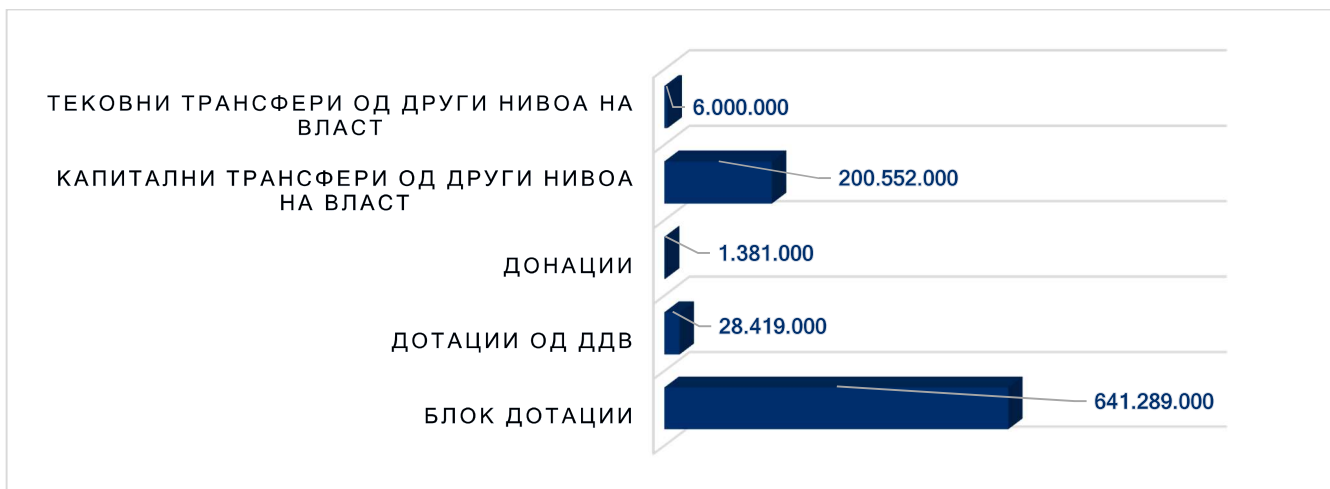 ТЕКОВНИ ТРАНСФЕРИ ОД ДРУГИ НИВОА НА
ВЛАСТ
6.000.000
КАПИТАЛНИ ТРАНСФЕРИ ОД ДРУГИ НИВОА
НА ВЛАСТ
200.552.000
ДОНАЦИИ
1.381.000
ДОТАЦИИ ОД ДДВ
28.419.000
БЛОК ДОТАЦИИ
641.289.000